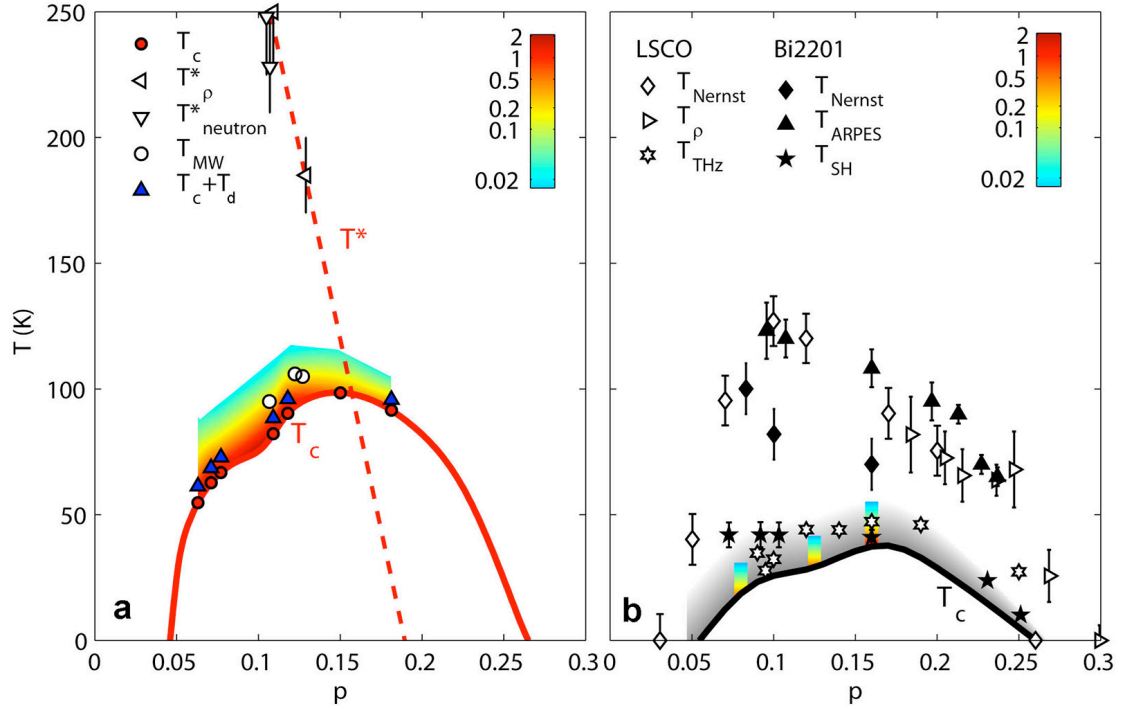 250
200
150
100
50
0
T (K)
T_c
T*_ρ
T*_neutron
T_MW
T_c+T_d
2
1
0.5
0.2
0.1
0.02
T*
T_c
a
0 0.05 0.1 0.15 0.2 0.25 0.3
p
LSCO Bi2201
T_Nernst T_Nernst
T_ρ T_ARPES
T_THz T_SH
2
1
0.5
0.2
0.1
0.02
T_c
b
0 0.05 0.1 0.15 0.2 0.25 0.3
p